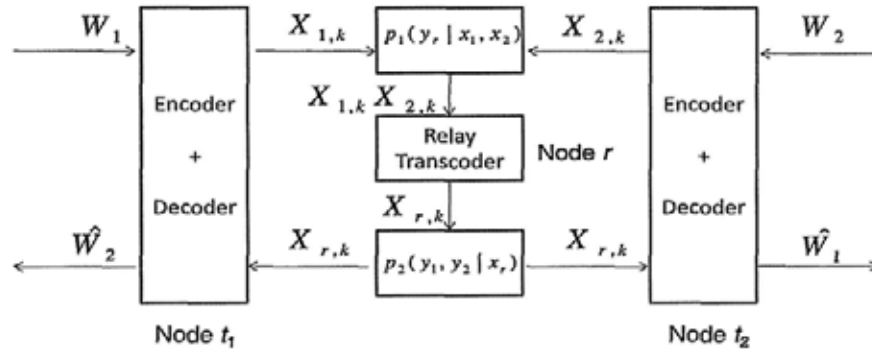 W₁ X₁,ₖ p₁(yᵣ | x₁, x₂) X₂,ₖ W₂
X₁,ₖ X₂,ₖ
Encoder Relay Encoder
+ Transcoder Node r +
Decoder Decoder
Xᵣ,ₖ
Ŵ₂ Xᵣ,ₖ p₂(y₁, y₂ | xᵣ) Xᵣ,ₖ Ŵ₁
Node t₁ Node t₂